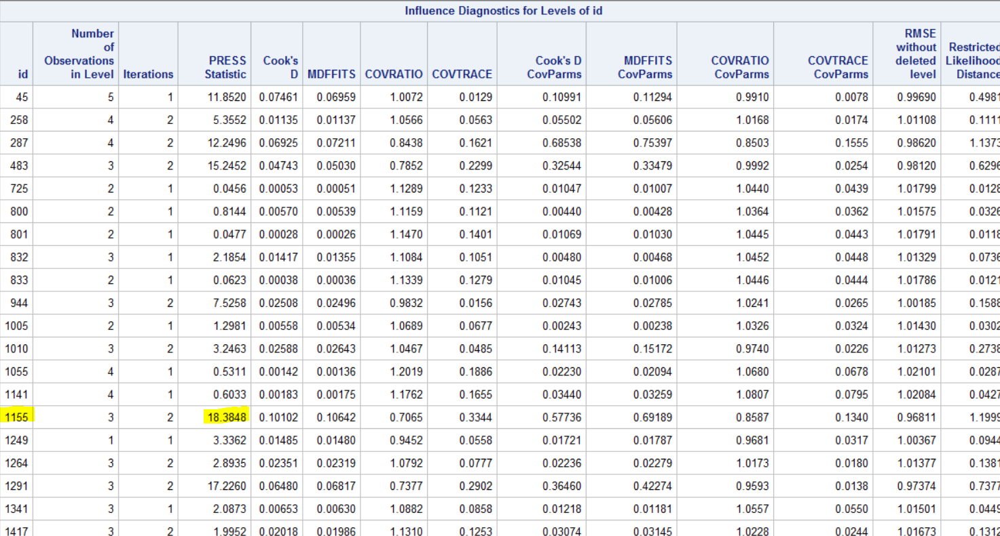 Influence Diagnostics for Levels of id
id Number of Observations in Level Iterations PRESS Statistic Cook's D MDFFITS COVRATIO COVTRACE Cook's D CovParms MDFFITS CovParms COVRATIO CovParms COVTRACE CovParms RMSE without deleted level Restricted Likelihood Distance
45 5 1 11.8520 0.07461 0.06959 1.0072 0.0129 0.10991 0.11294 0.9910 0.0078 0.99690 0.4981
258 4 2 5.3552 0.01135 0.01137 1.0566 0.0563 0.05502 0.05606 1.0168 0.0174 1.01108 0.1111
287 4 2 12.2496 0.06925 0.07211 0.8438 0.1621 0.68538 0.75397 0.8503 0.1555 0.98620 1.1373
483 3 2 15.2452 0.04743 0.05030 0.7852 0.2299 0.32544 0.33479 0.9992 0.0254 0.98120 0.6296
725 2 1 0.0456 0.00053 0.00051 1.1289 0.1233 0.01047 0.01007 1.0440 0.0439 1.01799 0.0128
800 2 1 0.8144 0.00570 0.00539 1.1159 0.1121 0.00440 0.00428 1.0364 0.0362 1.01575 0.0326
801 2 1 0.0477 0.00028 0.00026 1.1470 0.1401 0.01069 0.01030 1.0445 0.0443 1.01791 0.0118
832 3 1 2.1854 0.01417 0.01355 1.1084 0.1051 0.00480 0.00468 1.0452 0.0448 1.01329 0.0736
833 2 1 0.0623 0.00038 0.00036 1.1339 0.1279 0.01045 0.01006 1.0446 0.0444 1.01786 0.0121
944 3 2 7.5258 0.02508 0.02496 0.9832 0.0156 0.02743 0.02785 1.0241 0.0265 1.00185 0.1588
1005 2 1 1.2981 0.00558 0.00534 1.0689 0.0677 0.00243 0.00238 1.0326 0.0324 1.01430 0.0302
1010 3 2 3.2463 0.02588 0.02643 1.0467 0.0485 0.14113 0.15172 0.9740 0.0226 1.01273 0.2738
1055 4 1 0.5311 0.00142 0.00136 1.2019 0.1886 0.02230 0.02094 1.0680 0.0678 1.02101 0.0287
1141 4 1 0.6033 0.00183 0.00175 1.1762 0.1655 0.03440 0.03259 1.0807 0.0795 1.02084 0.0427
1155 3 2 18.3848 0.10102 0.10642 0.7065 0.3344 0.57736 0.69189 0.8587 0.1340 0.96811 1.1999
1249 1 1 3.3362 0.01485 0.01480 0.9452 0.0558 0.01721 0.01787 0.9681 0.0317 1.00367 0.0944
1264 3 2 2.8935 0.02351 0.02319 1.0792 0.0777 0.02236 0.02279 1.0173 0.0180 1.01377 0.1381
1291 3 2 17.2260 0.06480 0.06817 0.7377 0.2902 0.36460 0.42274 0.9593 0.0138 0.97374 0.7377
1341 3 1 2.0873 0.00653 0.00630 1.0882 0.0858 0.01218 0.01181 1.0557 0.0550 1.01501 0.0449
1417 3 2 1.9952 0.02018 0.01986 1.1310 0.1253 0.03074 0.03145 1.0228 0.0244 1.01673 0.1312